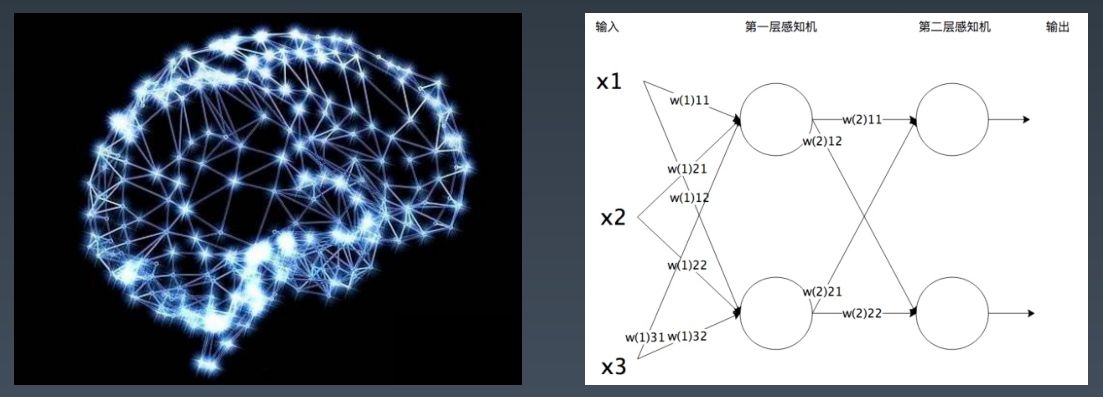 输入 第一层感知机 第二层感知机 输出
x1
w(1)11
w(2)11
w(2)12
w(1)21
w(1)12
x2
w(1)22
w(2)21
w(2)22
w(1)31 w(1)32
x3